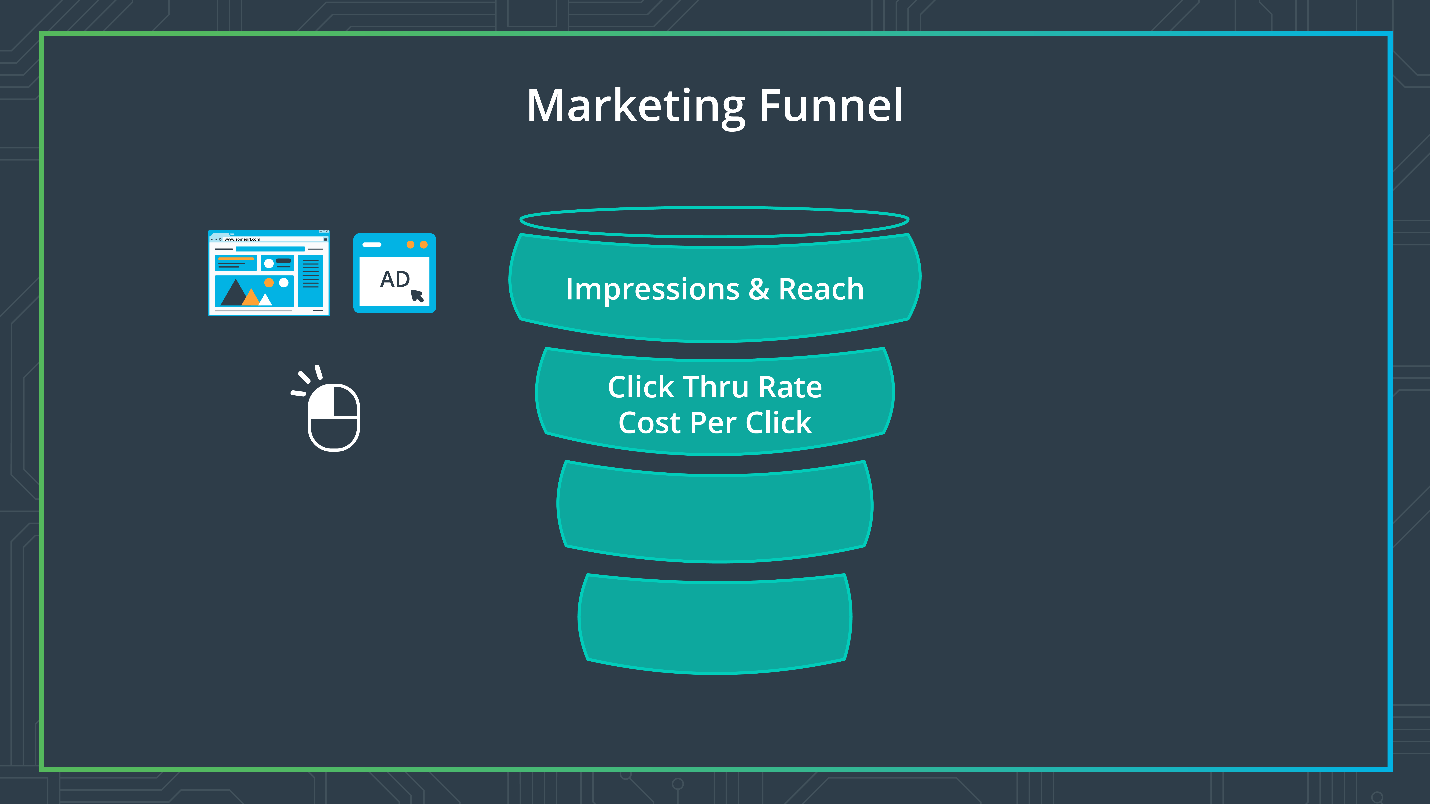 Marketing Funnel
AD
Impressions & Reach
Click Thru Rate
Cost Per Click